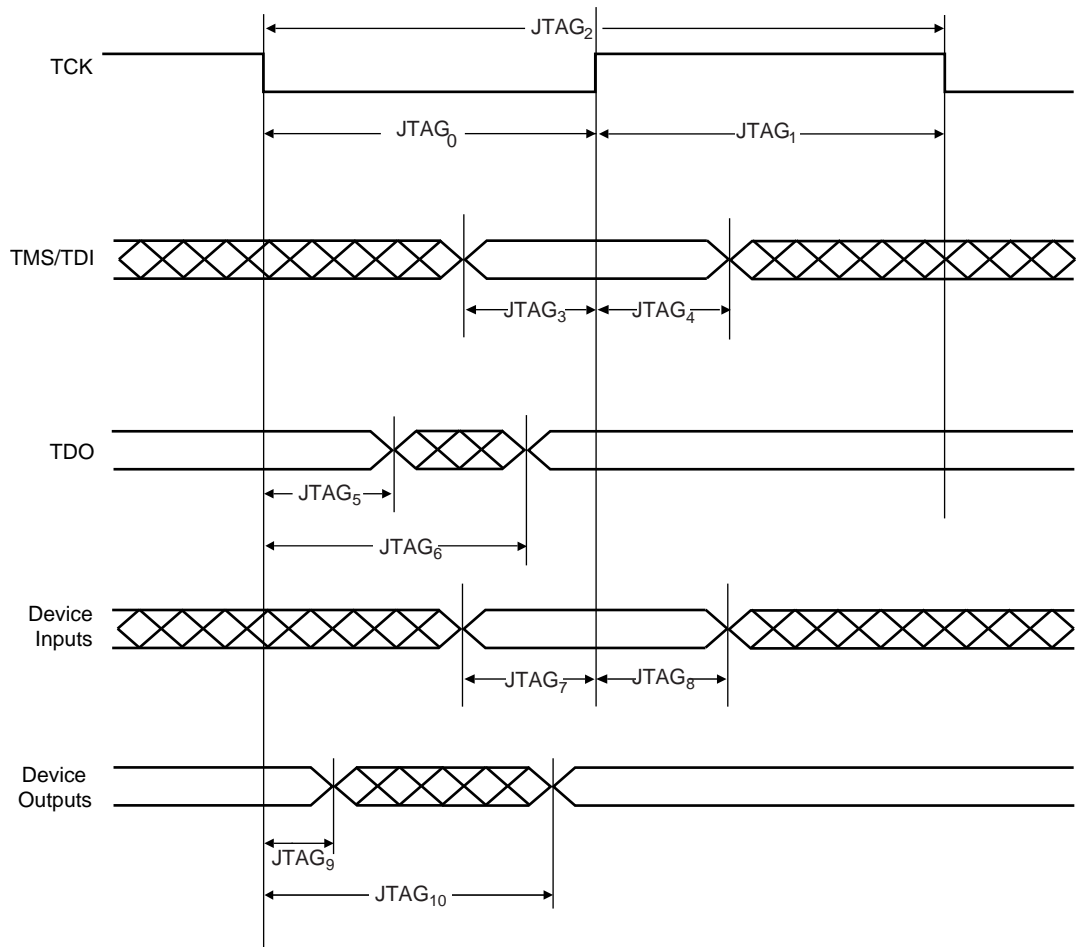 JTAG₂
TCK
JTAG₀
JTAG₁
TMS/TDI
JTAG₃
JTAG₄
TDO
JTAG₅
JTAG₆
Device
Inputs
JTAG₇
JTAG₈
Device
Outputs
JTAG₉
JTAG₁₀